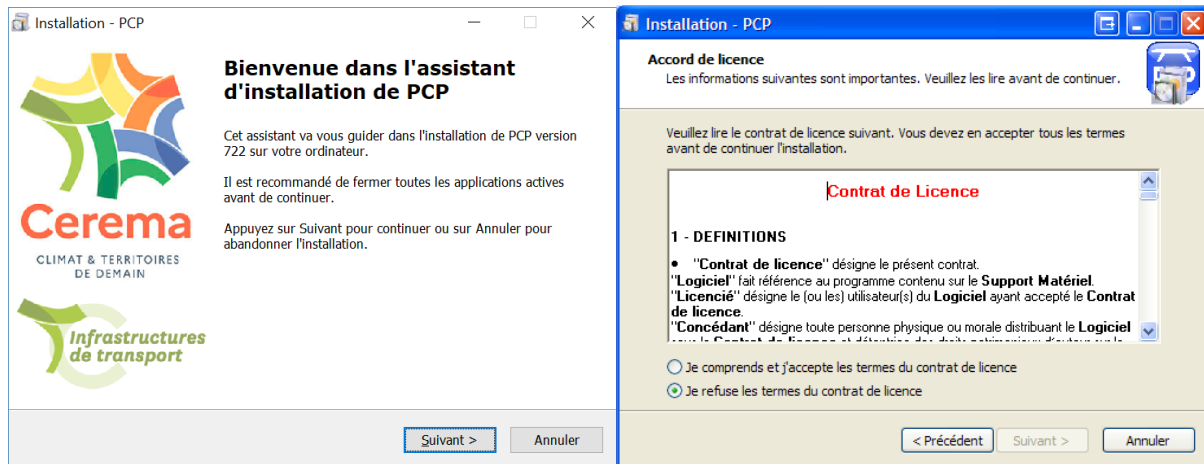 Installation - PCP
Bienvenue dans l'assistant
d'installation de PCP
Cet assistant va vous guider dans l'installation de PCP version
722 sur votre ordinateur.
Il est recommandé de fermer toutes les applications actives
avant de continuer.
Appuyez sur Suivant pour continuer ou sur Annuler pour
abandonner l'installation.
Cerema
CLIMAT & TERRITOIRES
DE DEMAIN
Infrastructures
de transport
Suivant >
Annuler
Installation - PCP
Accord de licence
Les informations suivantes sont importantes. Veuillez les lire avant de continuer.
Veuillez lire le contrat de licence suivant. Vous devez en accepter tous les termes
avant de continuer l'installation.
Contrat de Licence
1 - DEFINITIONS
• "Contrat de licence" désigne le présent contrat.
"Logiciel" fait référence au programme contenu sur le Support Matériel.
"Licencié" désigne le (ou les) utilisateur(s) du Logiciel ayant accepté le Contrat
de licence.
"Concédant" désigne toute personne physique ou morale distribuant le Logiciel
Je comprends et j'accepte les termes du contrat de licence
Je refuse les termes du contrat de licence
< Précédent
Suivant >
Annuler